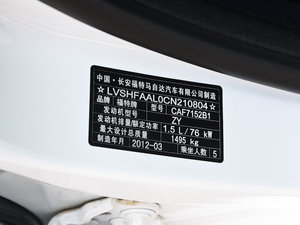 中国·长安福特马自达汽车有限公司制造
★LVSHFAAL0CN210804★
品牌 福特牌 型号 CAF7152B1
发动机型号 ZY
发动机排量/额定功率 1.5 L/ 76 kW
最大设计总质量 1495 kg
制造年月 2012-03 乘坐人数 5